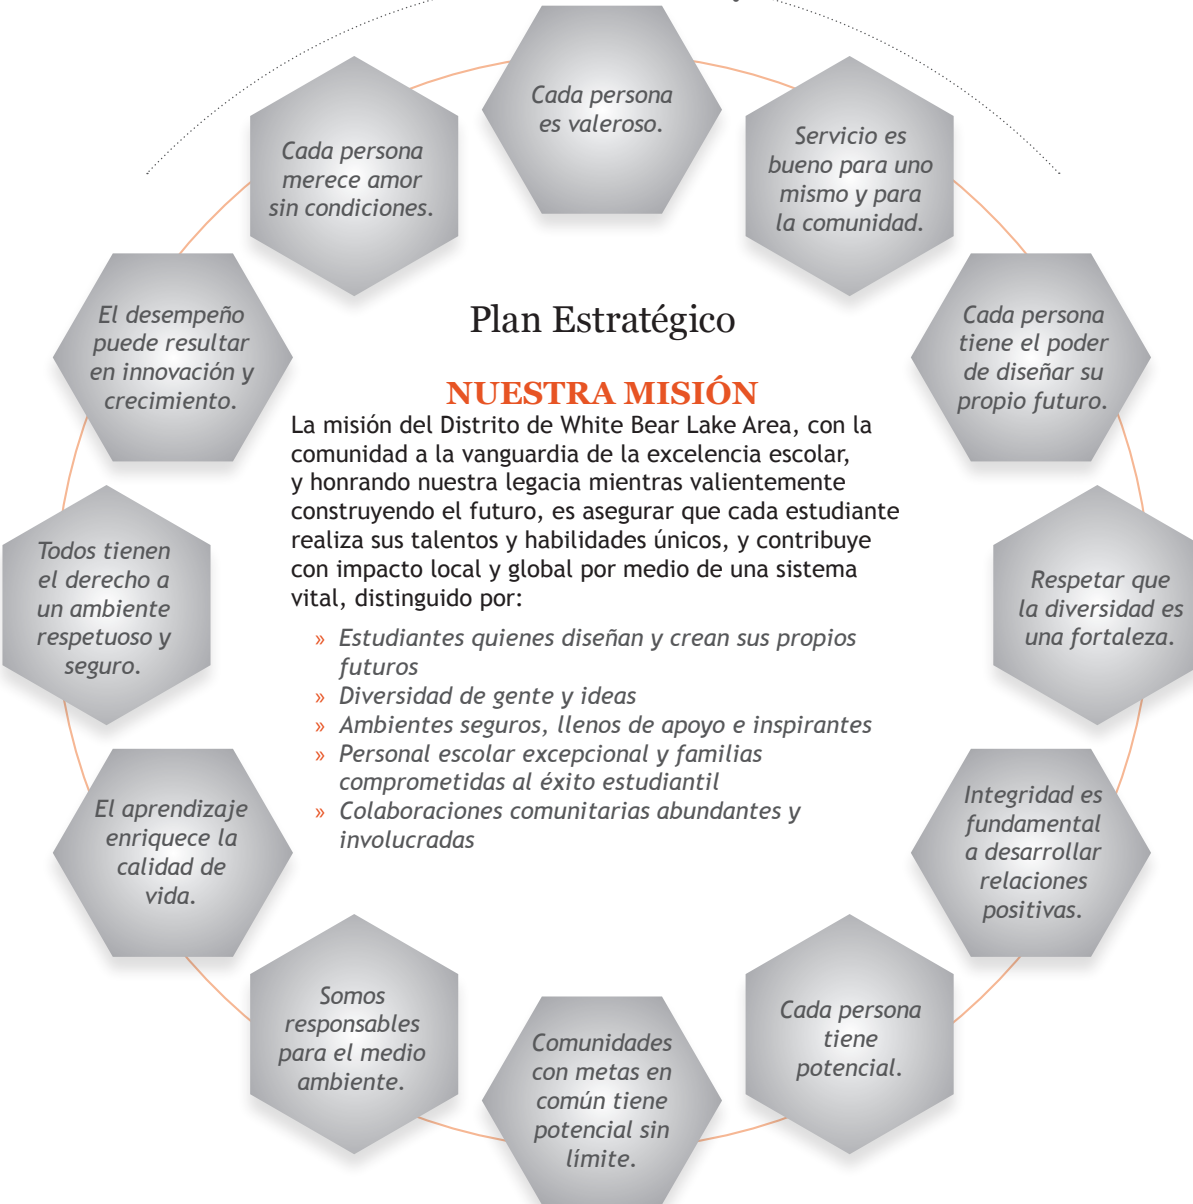 Cada persona
es valeroso.
Servicio es
bueno para uno
mismo y para
la comunidad.
Cada persona
tiene el poder
de diseñar su
propio futuro.
Respetar que
la diversidad es
una fortaleza.
Integridad es
fundamental
a desarrollar
relaciones
positivas.
Cada persona
tiene
potencial.
Comunidades
con metas en
común tiene
potencial sin
límite.
Somos
responsables
para el medio
ambiente.
El aprendizaje
enriquece la
calidad de
vida.
Todos tienen
el derecho a
un ambiente
respetuoso y
seguro.
El desempeño
puede resultar
en innovación y
crecimiento.
Cada persona
merece amor
sin condiciones.
Plan Estratégico
NUESTRA MISIÓN
La misión del Distrito de White Bear Lake Area, con la
comunidad a la vanguardia de la excelencia escolar,
y honrando nuestra legacia mientras valientemente
construyendo el futuro, es asegurar que cada estudiante
realiza sus talentos y habilidades únicos, y contribuye
con impacto local y global por medio de una sistema
vital, distinguido por:
» Estudiantes quienes diseñan y crean sus propios
futuros
» Diversidad de gente y ideas
» Ambientes seguros, llenos de apoyo e inspirantes
» Personal escolar excepcional y familias
comprometidas al éxito estudiantil
» Colaboraciones comunitarias abundantes y
involucradas